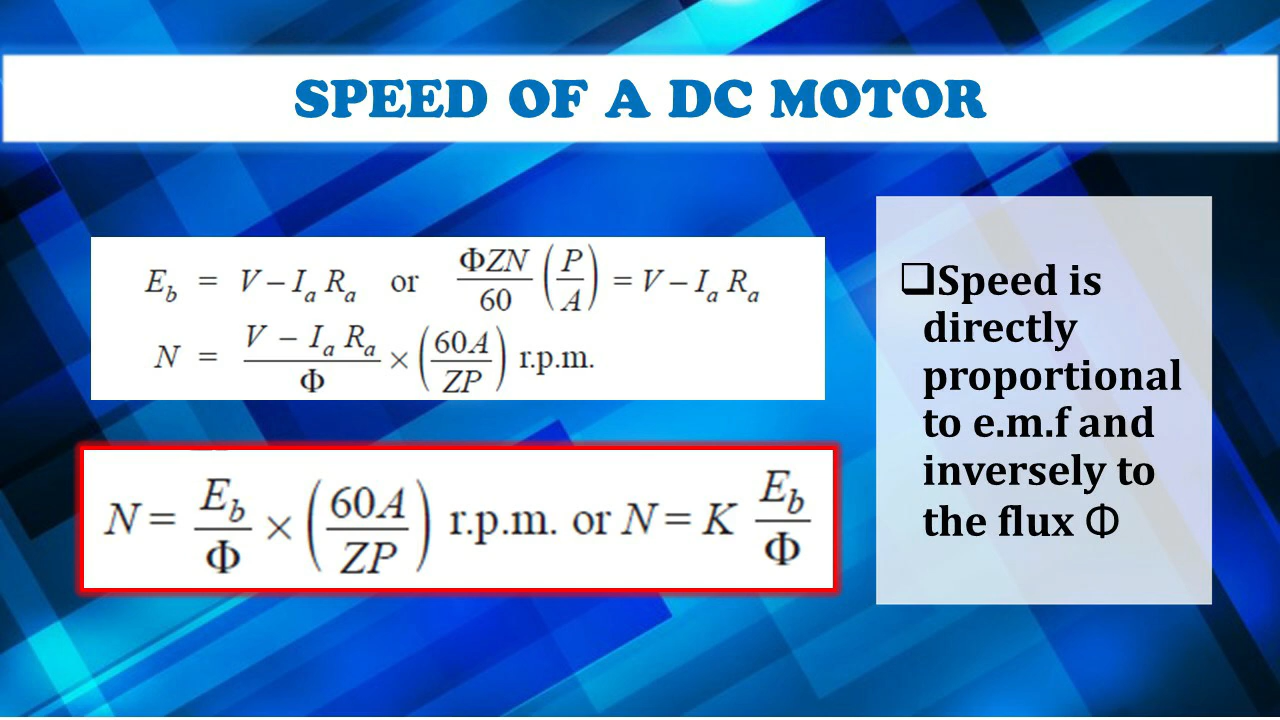 SPEED OF A DC MOTOR
E_b = V – I_a R_a or ΦZN/60 (P/A) = V – I_a R_a
N = (V – I_a R_a)/Φ × (60A/ZP) r.p.m.
N = E_b/Φ × (60A/ZP) r.p.m. or N = K E_b/Φ
❑Speed is
directly
proportional
to e.m.f and
inversely to
the flux Φ